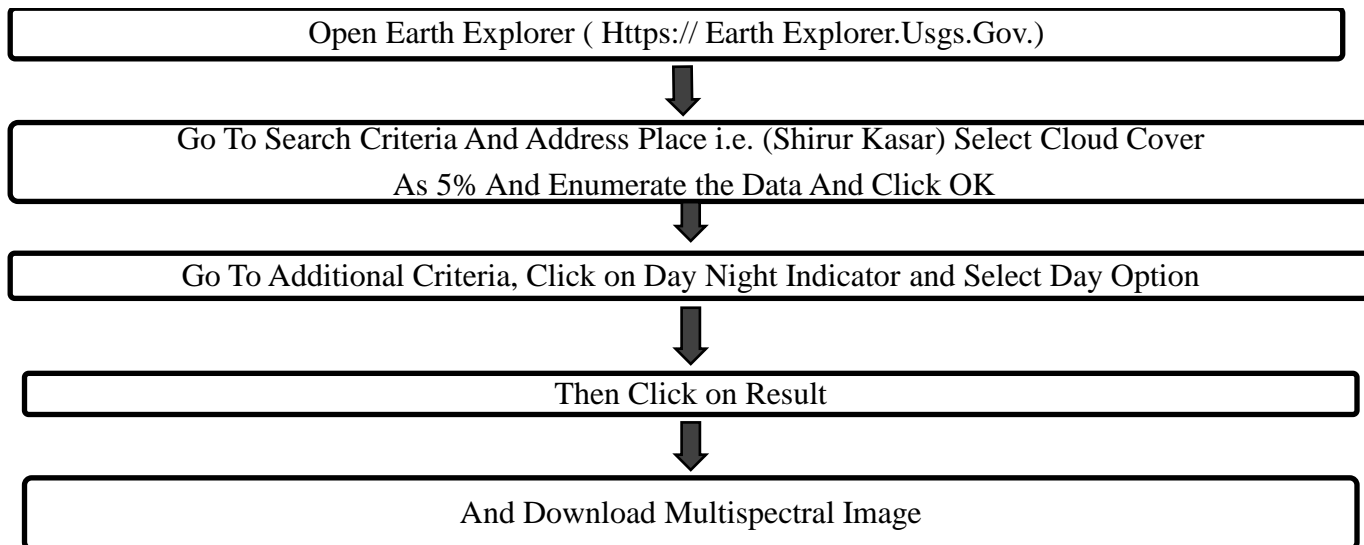 Open Earth Explorer ( Https:// Earth Explorer.Usgs.Gov.)
Go To Search Criteria And Address Place i.e. (Shirur Kasar) Select Cloud Cover
As 5% And Enumerate the Data And Click OK
Go To Additional Criteria, Click on Day Night Indicator and Select Day Option
Then Click on Result
And Download Multispectral Image